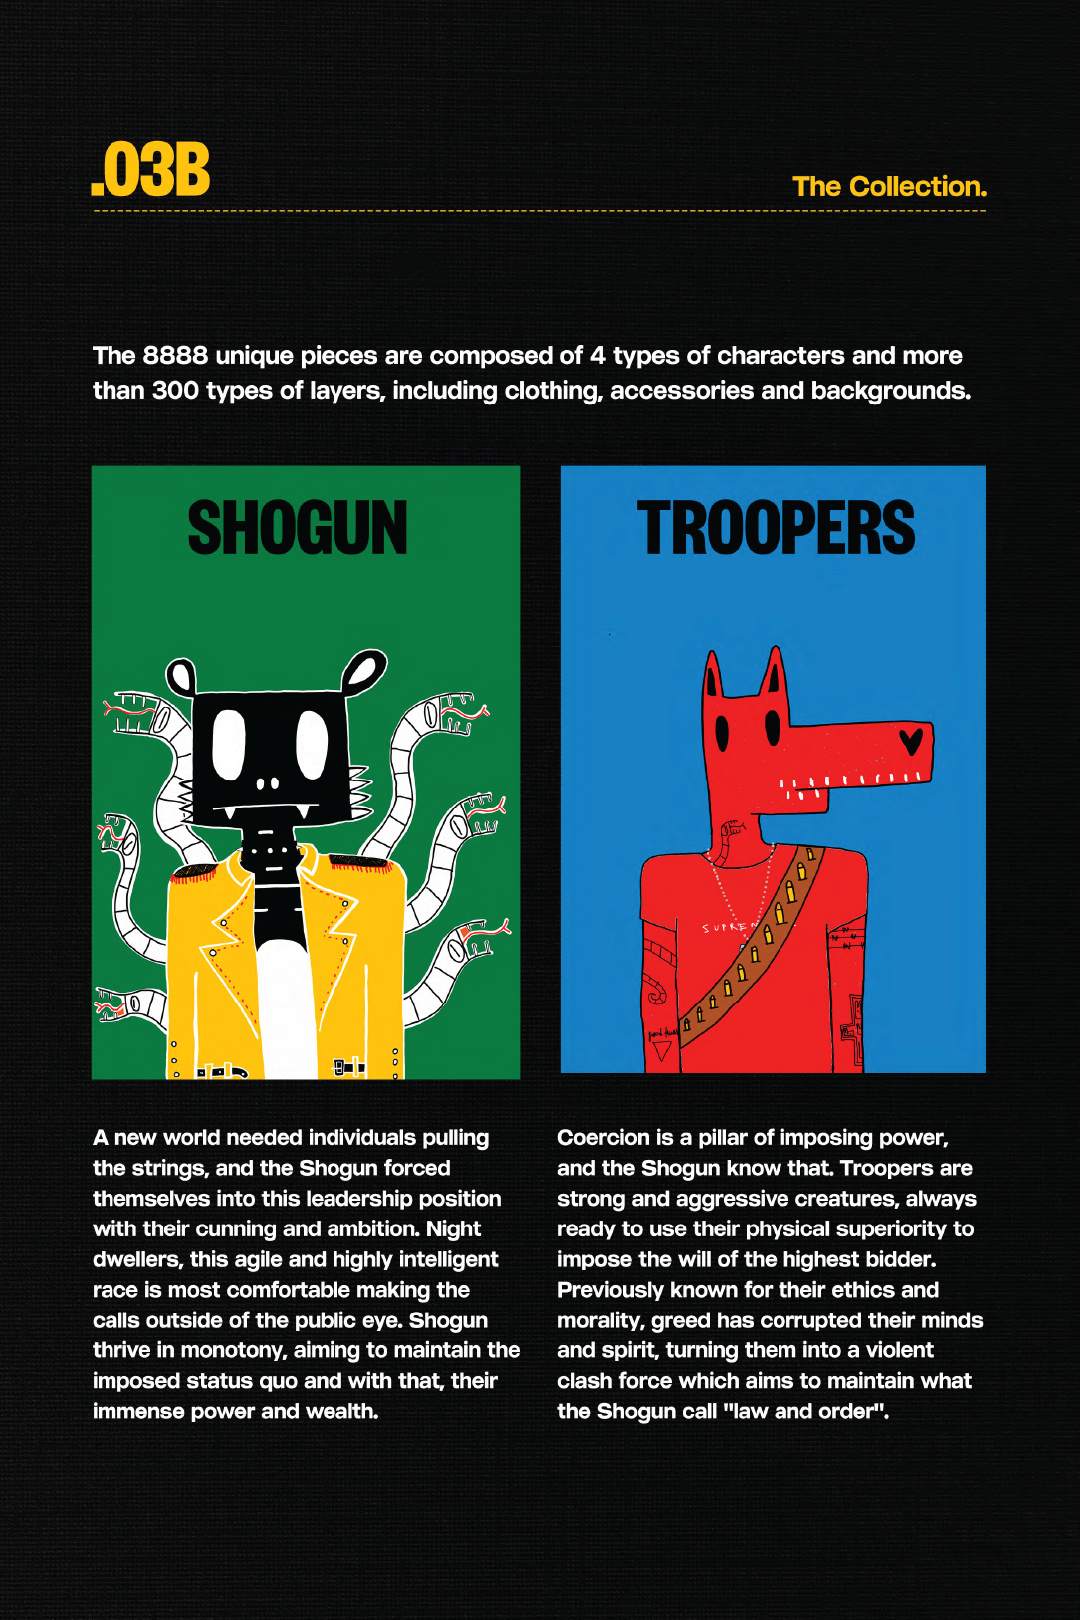 .03B
The Collection.
The 8888 unique pieces are composed of 4 types of characters and more
than 300 types of layers, including clothing, accessories and backgrounds.
SHOGUN
TROOPERS
A new world needed individuals pulling
the strings, and the Shogun forced
themselves into this leadership position
with their cunning and ambition. Night
dwellers, this agile and highly intelligent
race is most comfortable making the
calls outside of the public eye. Shogun
thrive in monotony, aiming to maintain the
imposed status quo and with that, their
immense power and wealth.
Coercion is a pillar of imposing power,
and the Shogun know that. Troopers are
strong and aggressive creatures, always
ready to use their physical superiority to
impose the will of the highest bidder.
Previously known for their ethics and
morality, greed has corrupted their minds
and spirit, turning them into a violent
clash force which aims to maintain what
the Shogun call "law and order".